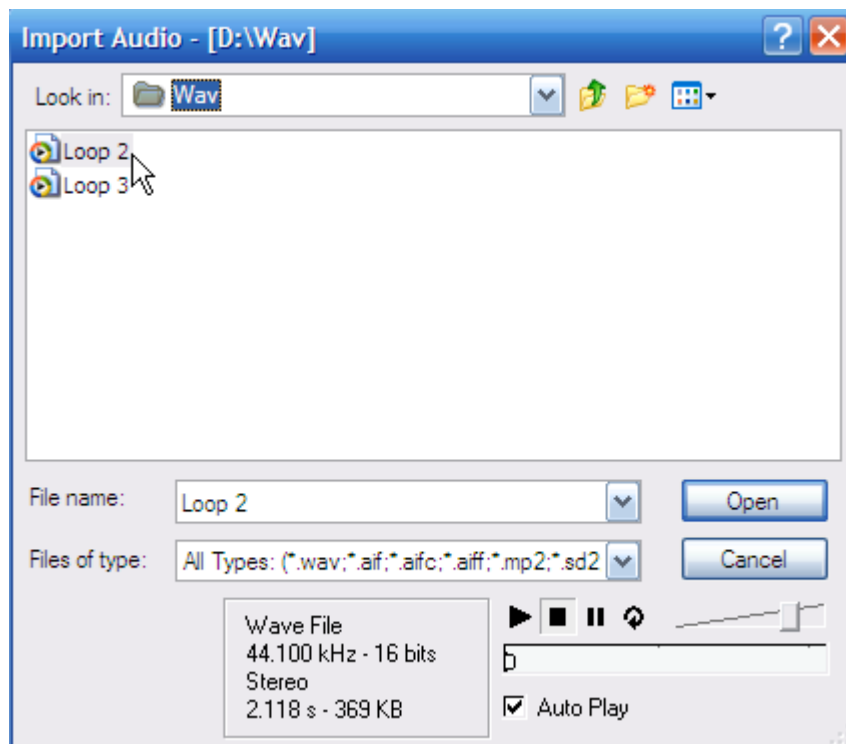 Import Audio - [D:\Wav]
Look in: Wav
Loop 2
Loop 3
File name: Loop 2 Open
Files of type: All Types: (*.wav;*.aif;*.aifc;*.aiff;*.mp2;*.sd2 Cancel
Wave File
44.100 kHz - 16 bits
Stereo
2.118 s - 369 KB
Auto Play